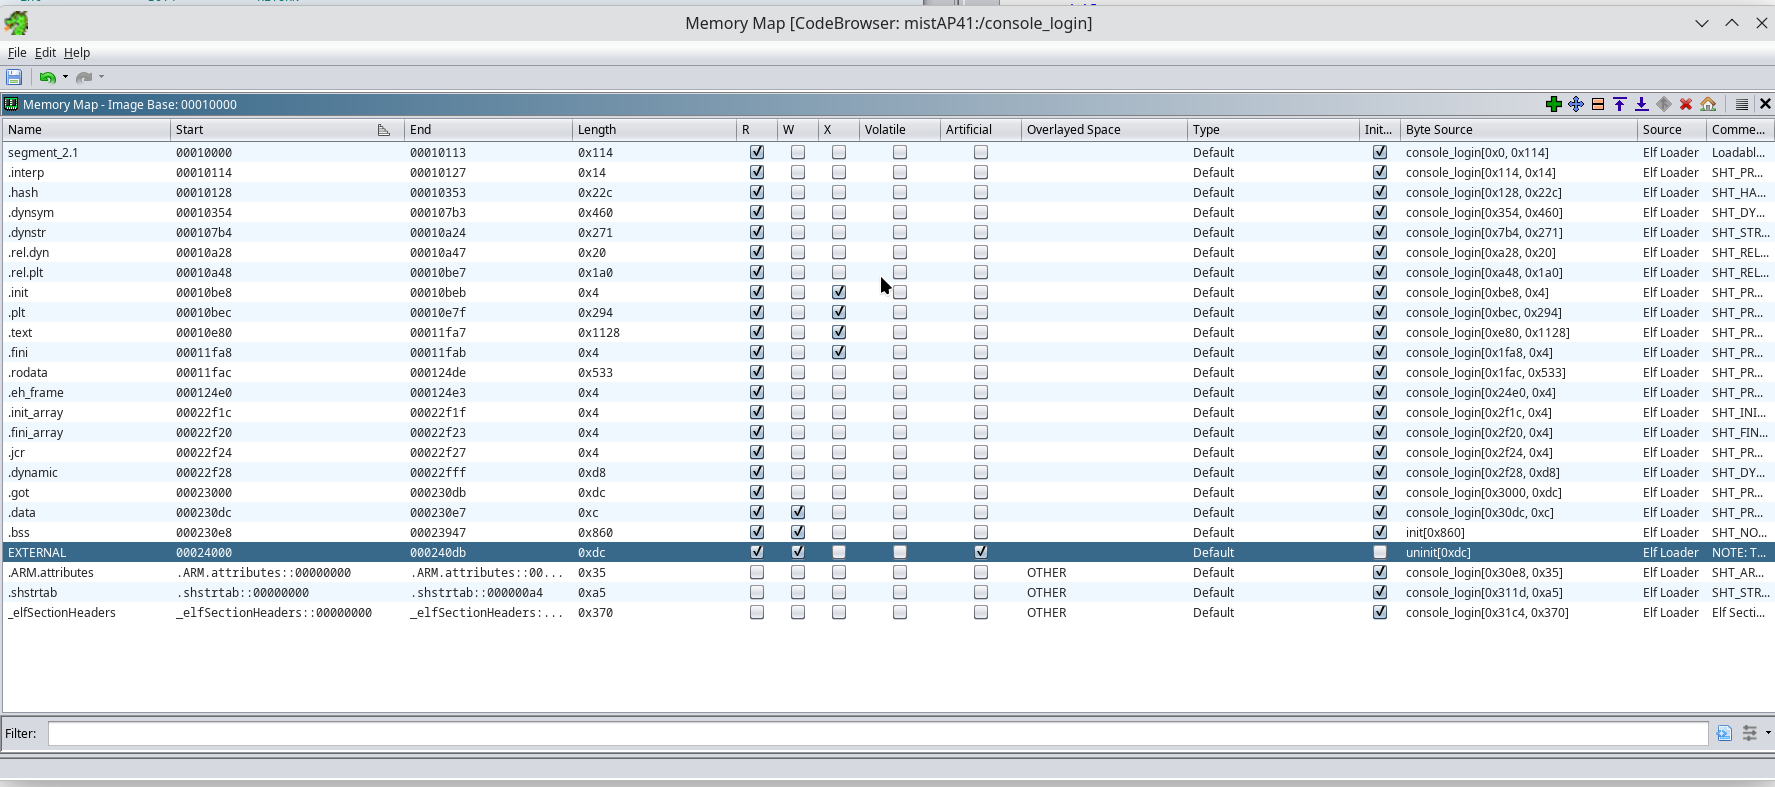 Memory Map [CodeBrowser: mistAP41:/console_login]
File Edit Help
Memory Map - Image Base: 00010000
Name Start End Length R W X Volatile Artificial Overlayed Space Type Init... Byte Source Source Comme...
segment_2.1 00010000 00010113 0x114 Default console_login[0x0, 0x114] Elf Loader Loadabl...
.interp 00010114 00010127 0x14 Default console_login[0x114, 0x14] Elf Loader SHT_PR...
.hash 00010128 00010353 0x22c Default console_login[0x128, 0x22c] Elf Loader SHT_HA...
.dynsym 00010354 000107b3 0x460 Default console_login[0x354, 0x460] Elf Loader SHT_DY...
.dynstr 000107b4 00010a24 0x271 Default console_login[0x7b4, 0x271] Elf Loader SHT_STR...
.rel.dyn 00010a28 00010a47 0x20 Default console_login[0xa28, 0x20] Elf Loader SHT_REL...
.rel.plt 00010a48 00010be7 0x1a0 Default console_login[0xa48, 0x1a0] Elf Loader SHT_REL...
.init 00010be8 00010beb 0x4 Default console_login[0xbe8, 0x4] Elf Loader SHT_PR...
.plt 00010bec 00010e7f 0x294 Default console_login[0xbec, 0x294] Elf Loader SHT_PR...
.text 00010e80 00011fa7 0x1128 Default console_login[0xe80, 0x1128] Elf Loader SHT_PR...
.fini 00011fa8 00011fab 0x4 Default console_login[0x1fa8, 0x4] Elf Loader SHT_PR...
.rodata 00011fac 000124de 0x533 Default console_login[0x1fac, 0x533] Elf Loader SHT_PR...
.eh_frame 000124e0 000124e3 0x4 Default console_login[0x24e0, 0x4] Elf Loader SHT_PR...
.init_array 00022f1c 00022f1f 0x4 Default console_login[0x2f1c, 0x4] Elf Loader SHT_INI...
.fini_array 00022f20 00022f23 0x4 Default console_login[0x2f20, 0x4] Elf Loader SHT_FIN...
.jcr 00022f24 00022f27 0x4 Default console_login[0x2f24, 0x4] Elf Loader SHT_PR...
.dynamic 00022f28 00022fff 0xd8 Default console_login[0x2f28, 0xd8] Elf Loader SHT_DY...
.got 00023000 000230db 0xdc Default console_login[0x3000, 0xdc] Elf Loader SHT_PR...
.data 000230dc 000230e7 0xc Default console_login[0x30dc, 0xc] Elf Loader SHT_PR...
.bss 000230e8 00023947 0x860 Default init[0x860] Elf Loader SHT_NO...
EXTERNAL 00024000 000240db 0xdc Default uninit[0xdc] Elf Loader NOTE: T...
.ARM.attributes .ARM.attributes::00000000 .ARM.attributes::00... 0x35 OTHER Default console_login[0x30e8, 0x35] Elf Loader SHT_AR...
.shstrtab .shstrtab::00000000 .shstrtab::000000a4 0xa5 OTHER Default console_login[0x311d, 0xa5] Elf Loader SHT_STR...
_elfSectionHeaders _elfSectionHeaders::00000000 _elfSectionHeaders:... 0x370 OTHER Default console_login[0x31c4, 0x370] Elf Loader Elf Secti...
Filter: